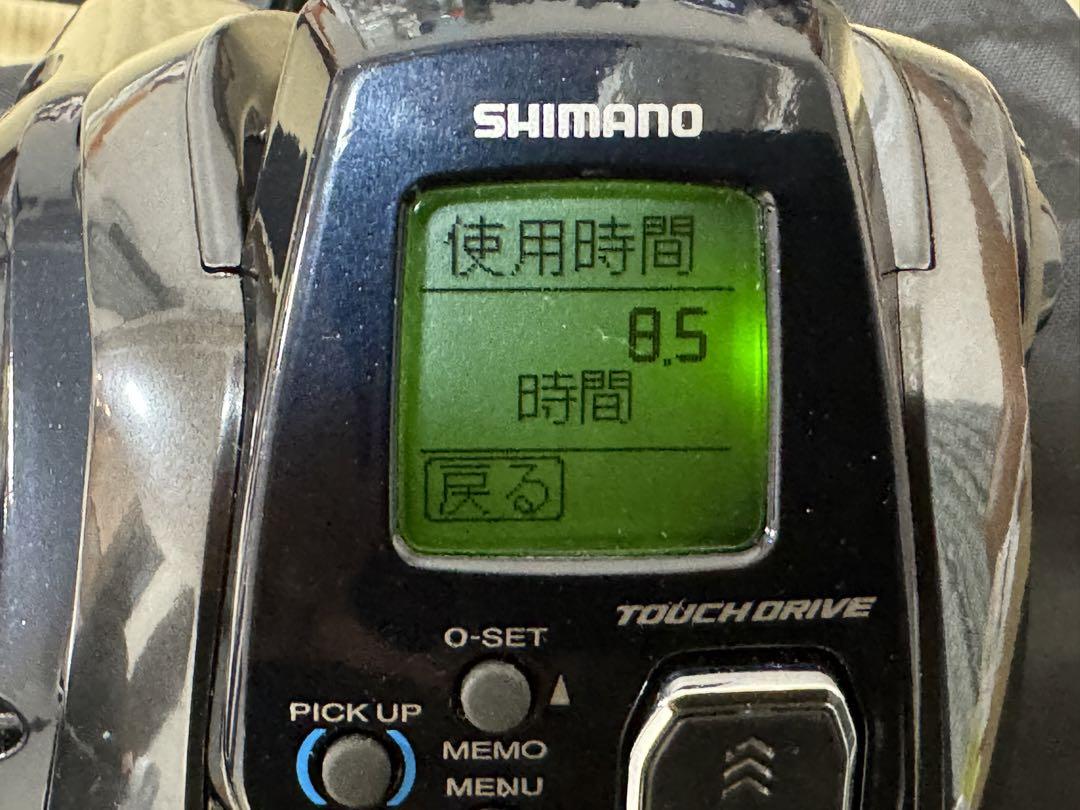 SHIMANO
使用時間
8.5
時間
戻る
TOUCH DRIVE
0-SET
PICK UP
MEMO
MENU